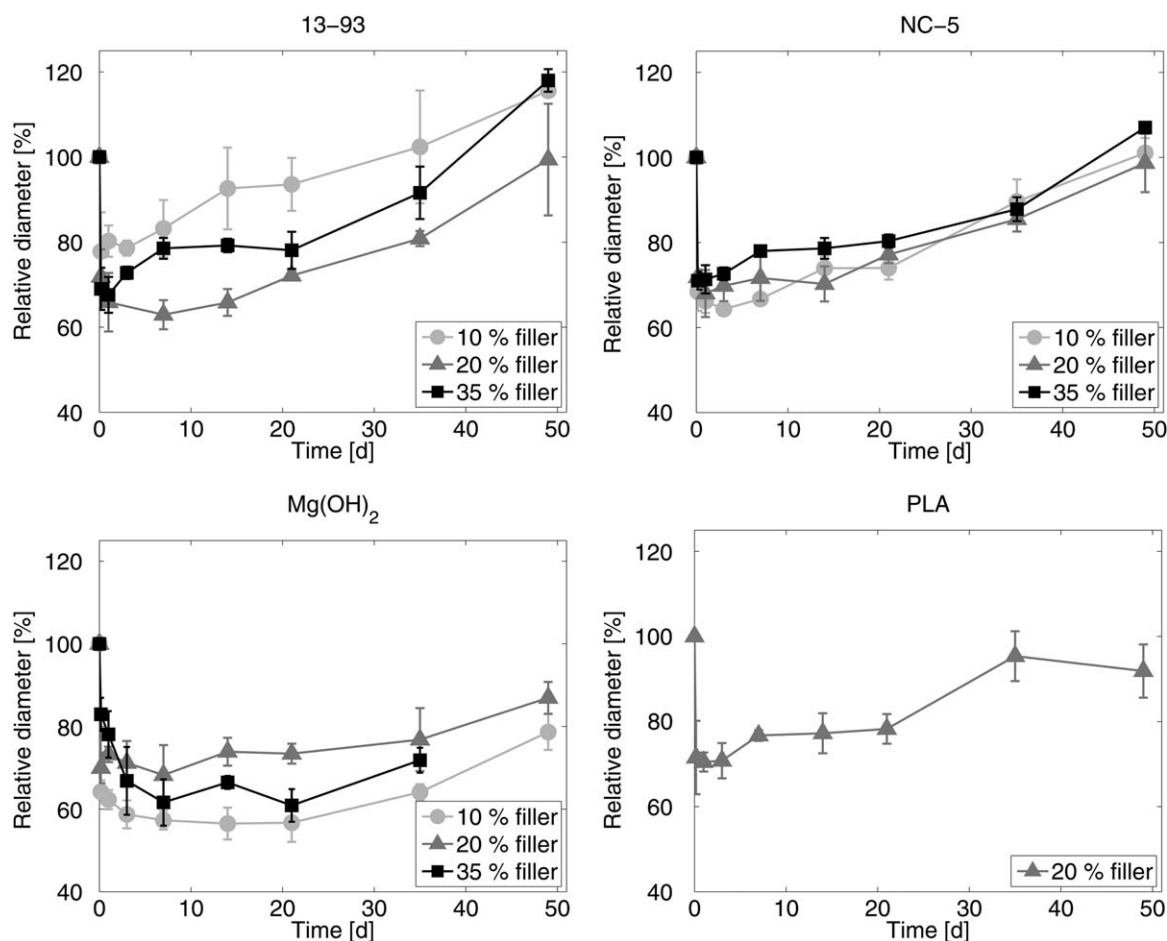 13–93
Relative diameter [%]
120
100
80
60
40
0 10 20 30 40 50
Time [d]
10 % filler
20 % filler
35 % filler
NC–5
Relative diameter [%]
120
100
80
60
40
0 10 20 30 40 50
Time [d]
10 % filler
20 % filler
35 % filler
Mg(OH)₂
Relative diameter [%]
120
100
80
60
40
0 10 20 30 40 50
Time [d]
10 % filler
20 % filler
35 % filler
PLA
Relative diameter [%]
120
100
80
60
40
0 10 20 30 40 50
Time [d]
20 % filler